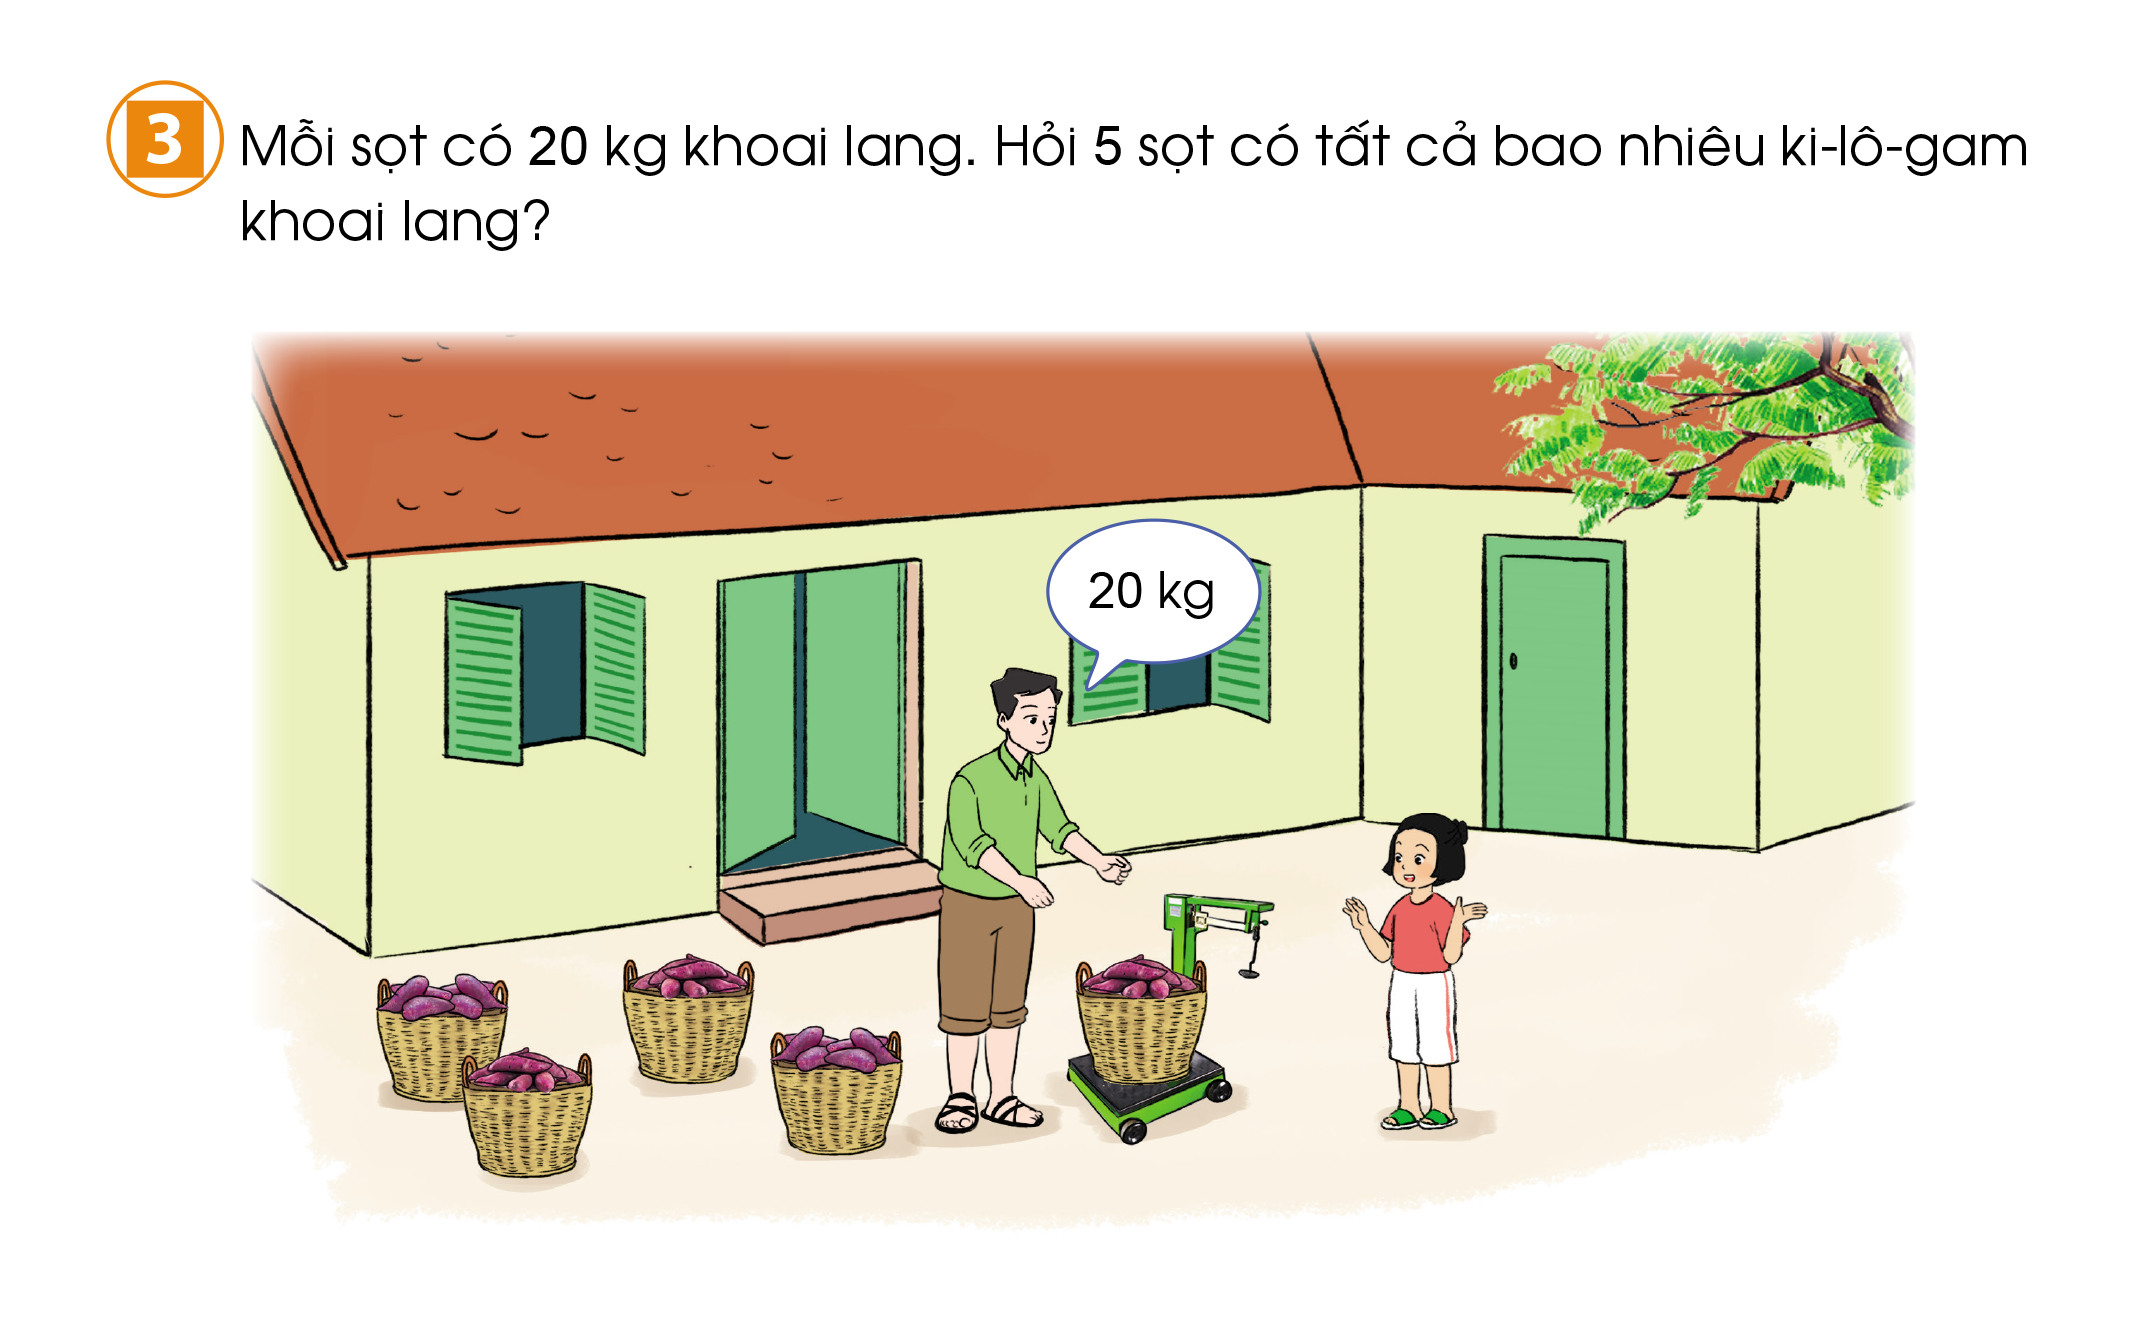 3 Mỗi sọt có 20 kg khoai lang. Hỏi 5 sọt có tất cả bao nhiêu ki-lô-gam
khoai lang?
20 kg